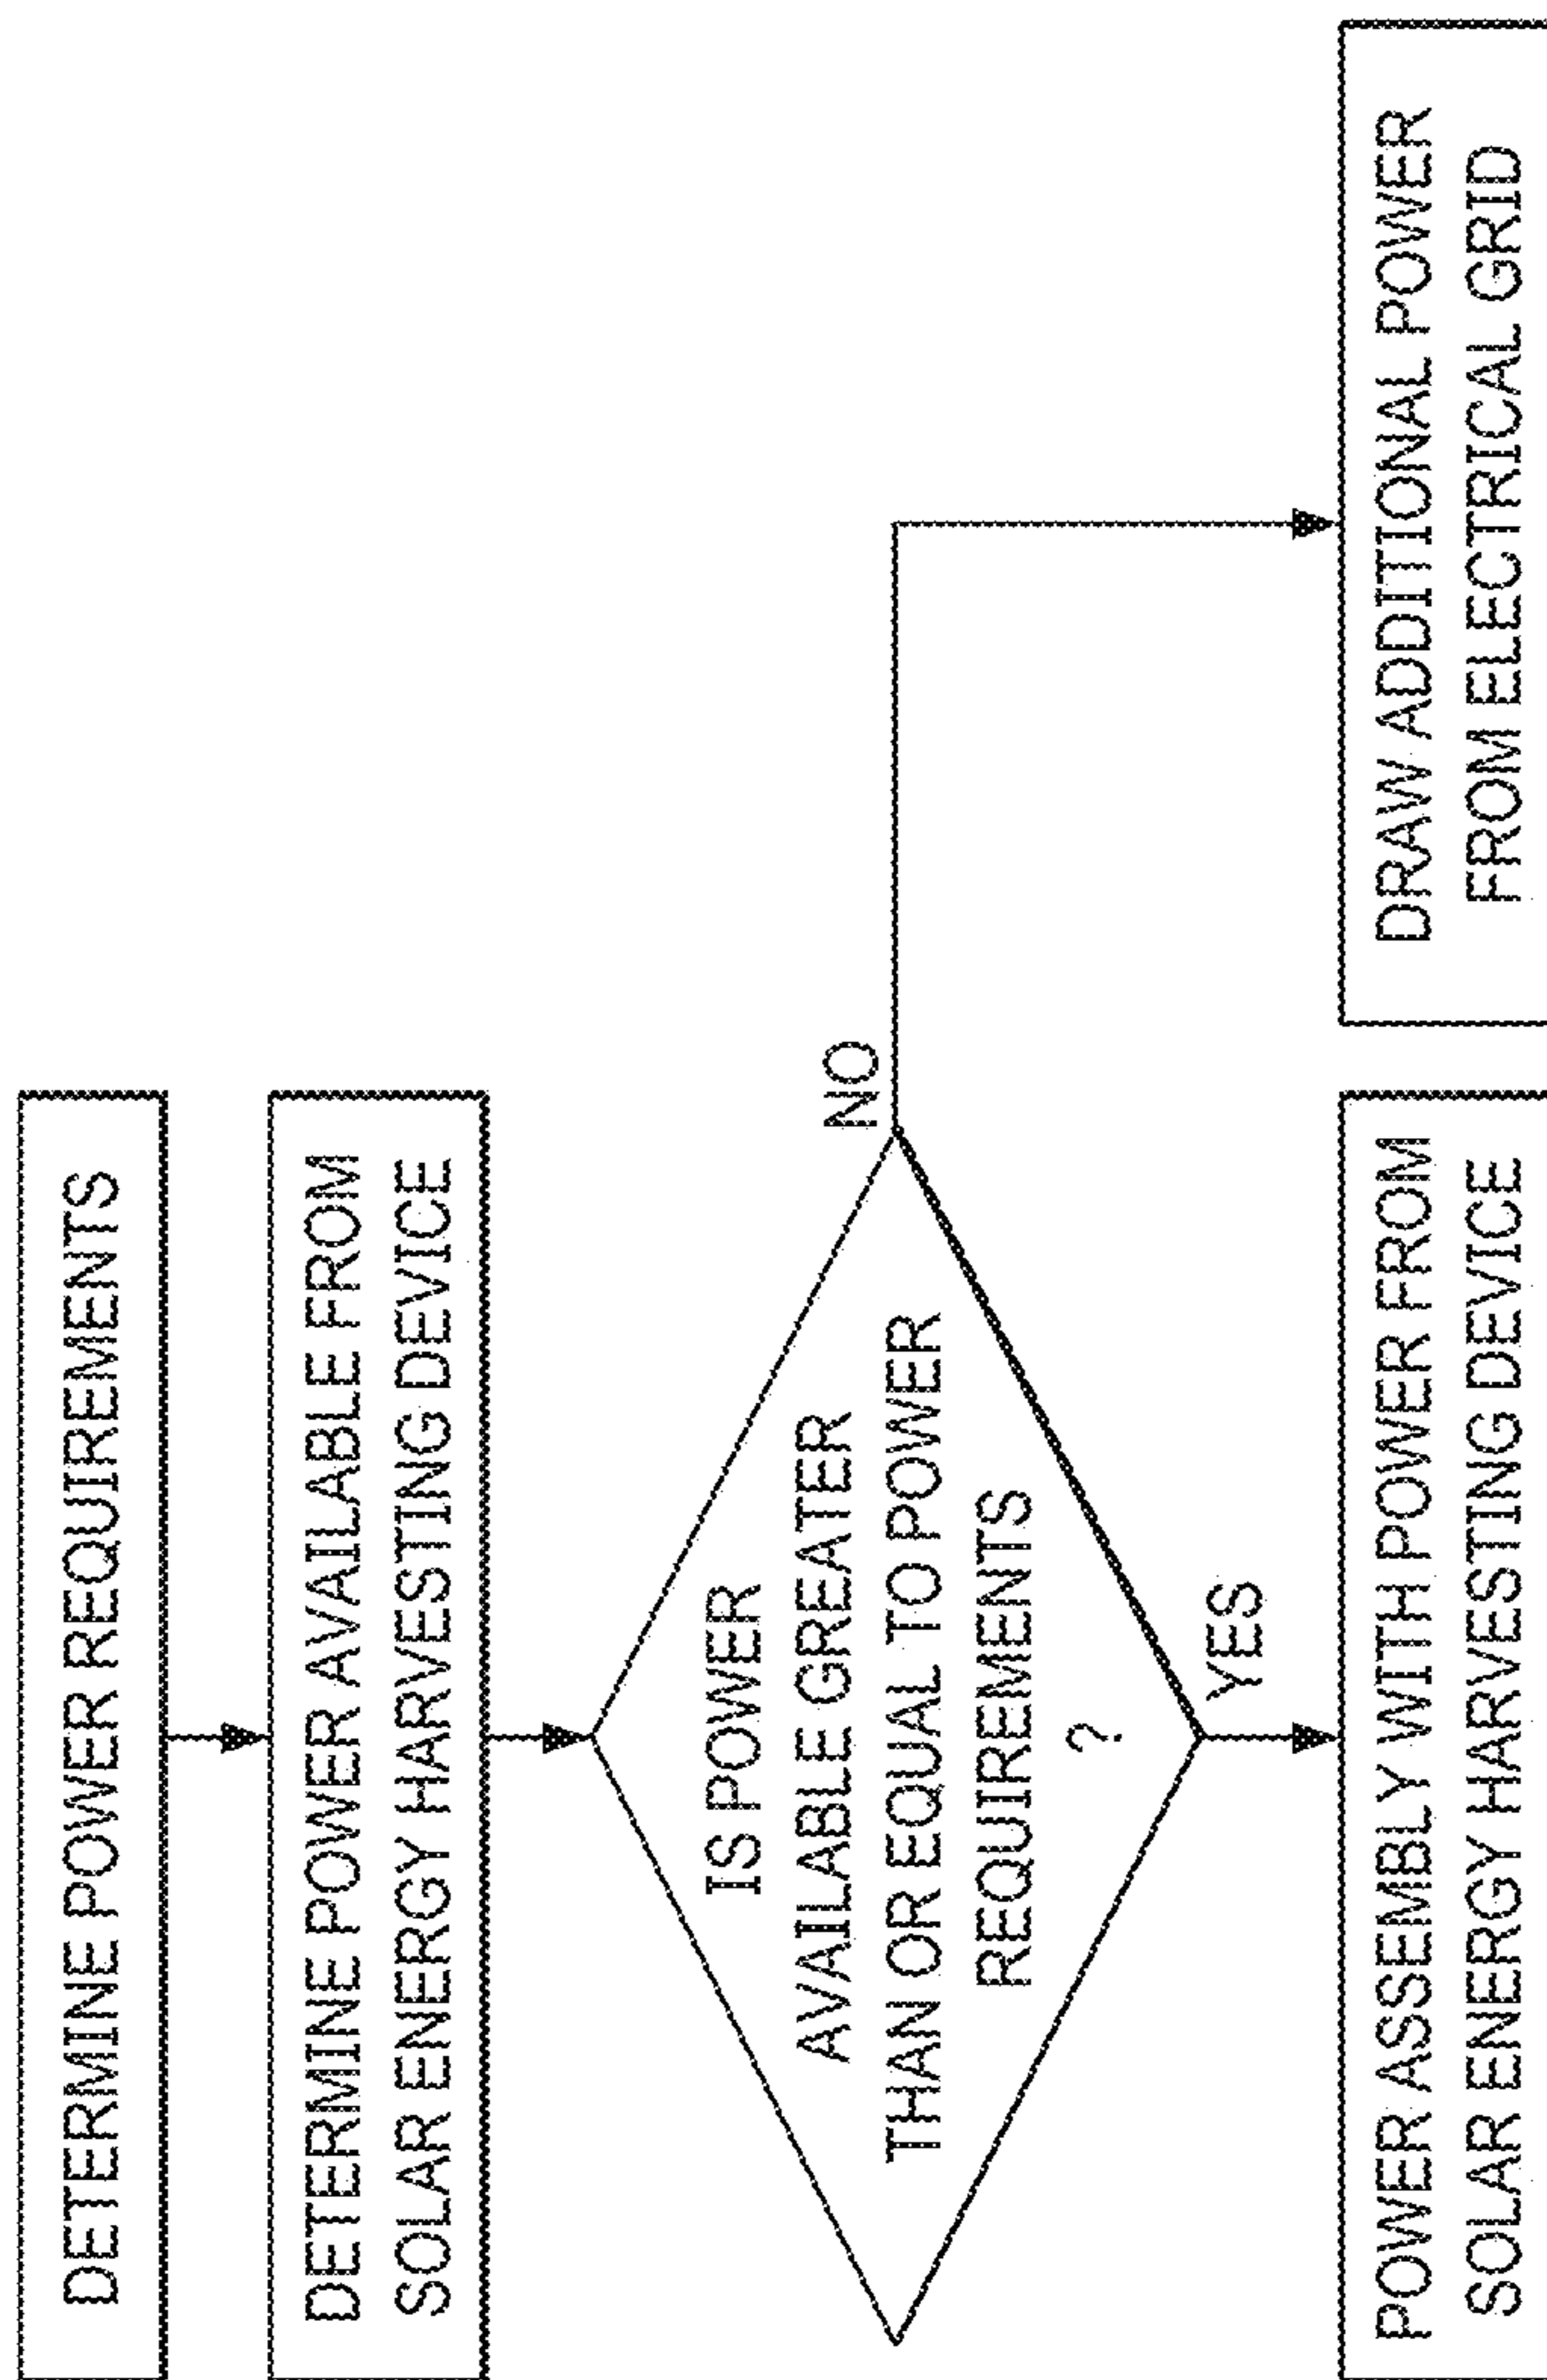 DETERMINE POWER REQUIREMENTS
DETERMINE POWER AVAILABLE FROM
SOLAR ENERGY HARVESTING DEVICE
IS POWER
AVAILABLE GREATER
THAN OR EQUAL TO POWER
REQUIREMENTS
?
NO
YES
POWER ASSEMBLY WITH POWER FROM
SOLAR ENERGY HARVESTING DEVICE
DRAW ADDITIONAL POWER
FROM ELECTRICAL GRID